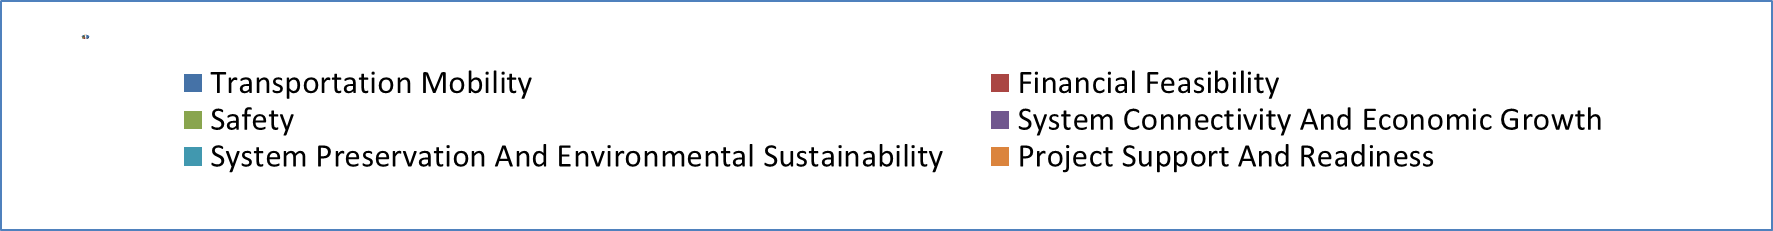 Transportation Mobility
Financial Feasibility
Safety
System Connectivity And Economic Growth
System Preservation And Environmental Sustainability
Project Support And Readiness